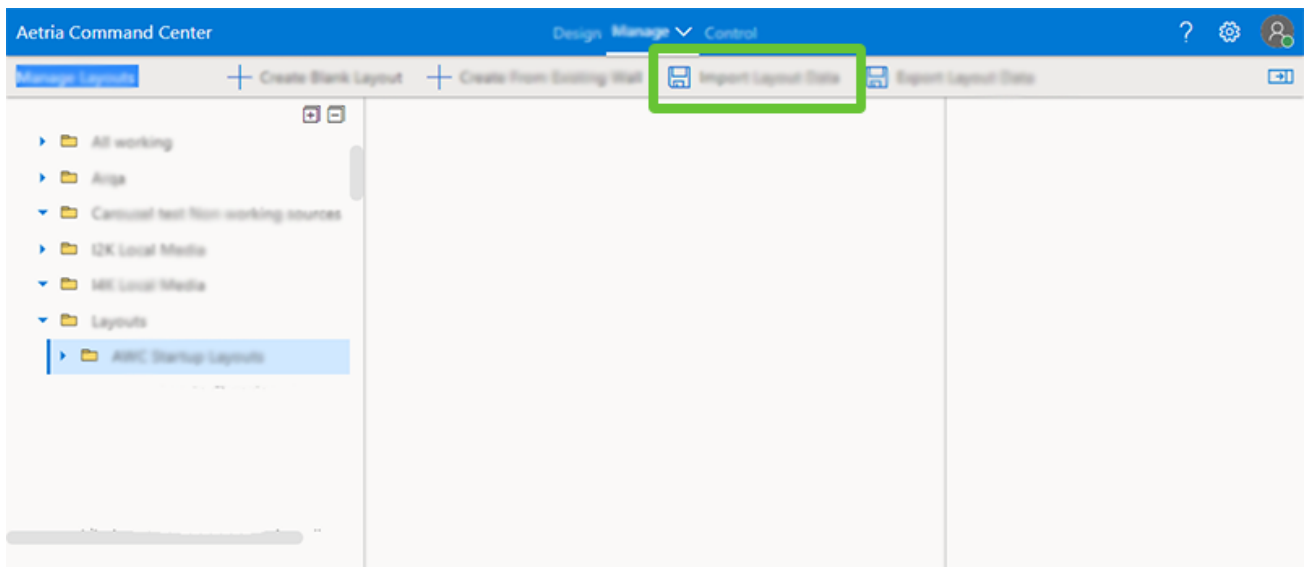 Aetria Command Center
Design Manage Control
?
Manage Layouts
Create Blank Layout
Create From Existing Wall
Import Layout Data
Export Layout Data
All working
Arqa
Carousel test Non working sources
I2K Local Media
I4K Local Media
Layouts
AWC Startup Layouts